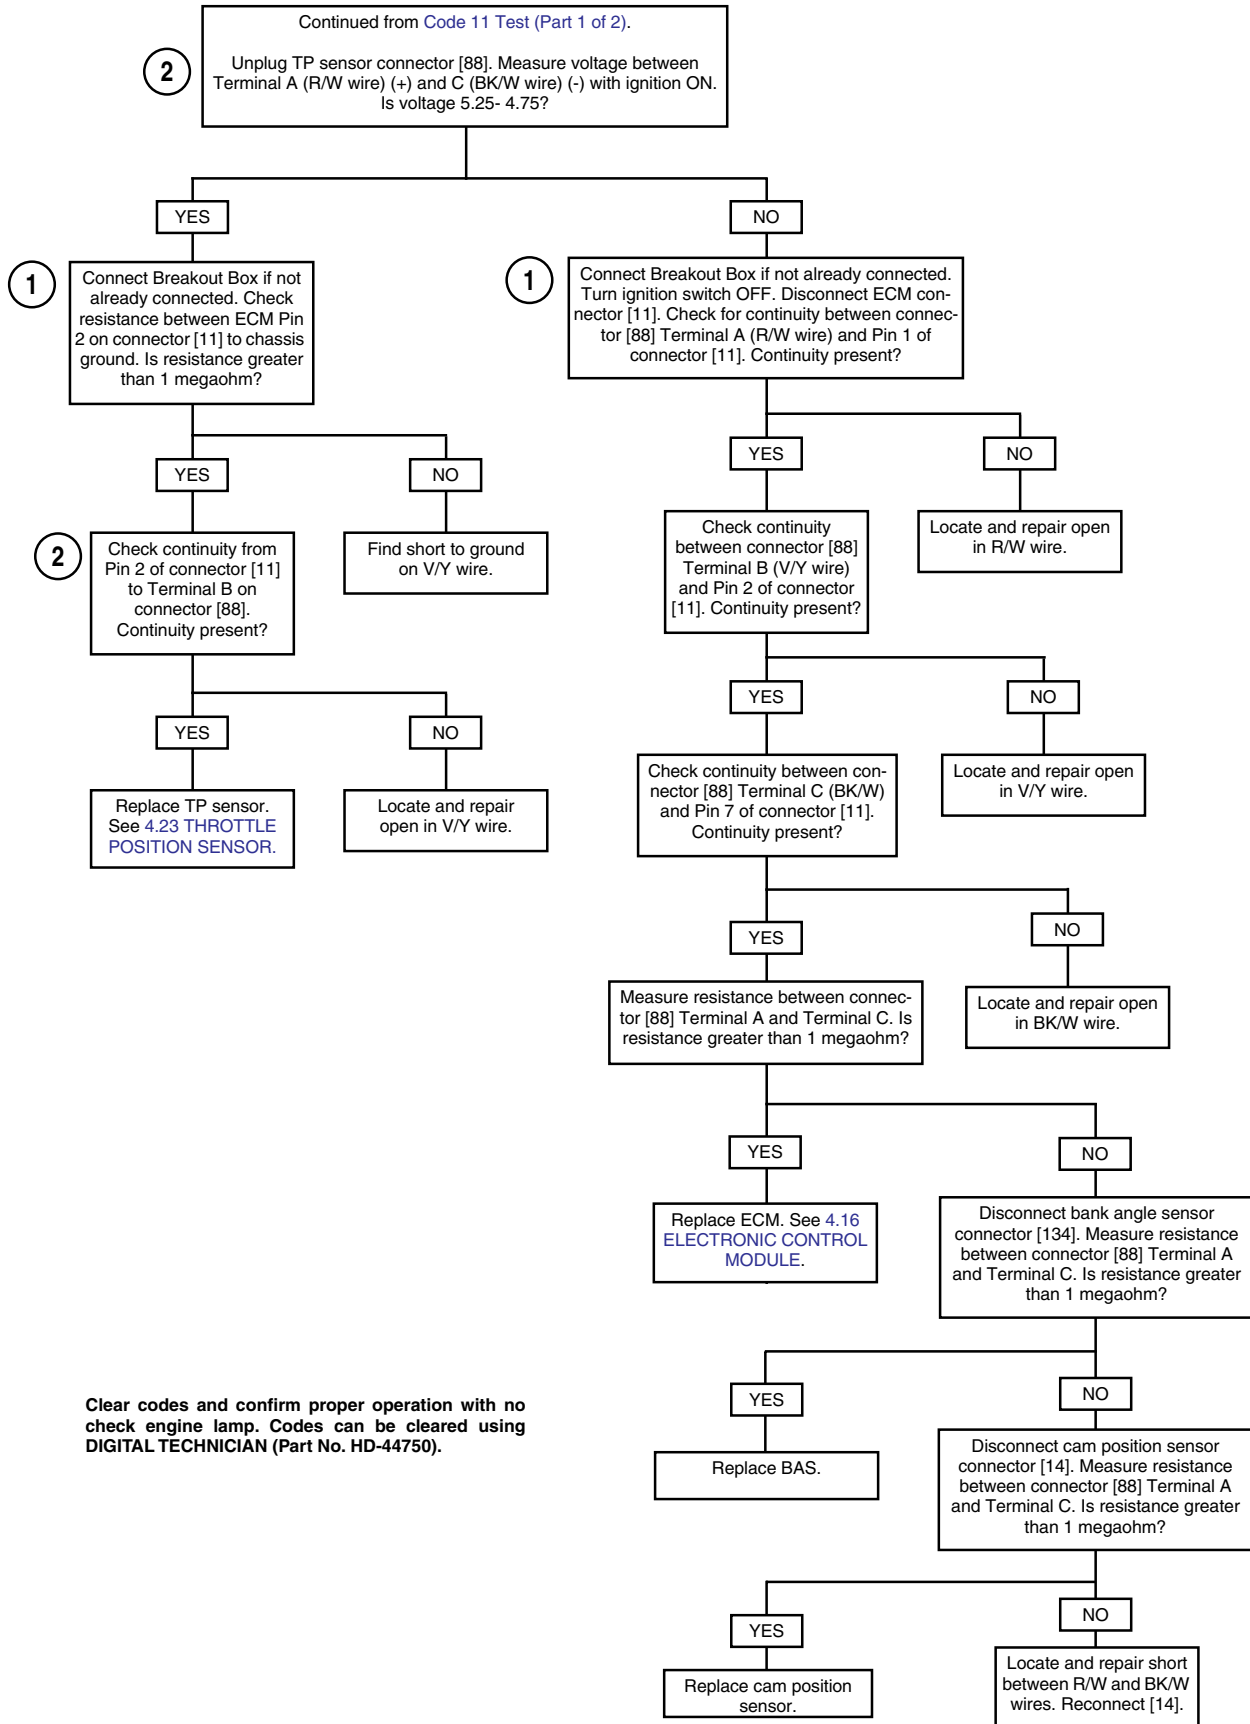 Continued from Code 11 Test (Part 1 of 2).
2
Unplug TP sensor connector [88]. Measure voltage between
Terminal A (R/W wire) (+) and C (BK/W wire) (-) with ignition ON.
Is voltage 5.25- 4.75?
YES
NO
1
Connect Breakout Box if not
already connected. Check
resistance between ECM Pin
2 on connector [11] to chassis
ground. Is resistance greater
than 1 megaohm?
1
Connect Breakout Box if not already connected.
Turn ignition switch OFF. Disconnect ECM con-
nector [11]. Check for continuity between connec-
tor [88] Terminal A (R/W wire) and Pin 1 of
connector [11]. Continuity present?
YES
NO
YES
NO
2
Check continuity from
Pin 2 of connector [11]
to Terminal B on
connector [88].
Continuity present?
Find short to ground
on V/Y wire.
Check continuity
between connector [88]
Terminal B (V/Y wire)
and Pin 2 of connector
[11]. Continuity present?
Locate and repair open
in R/W wire.
YES
NO
YES
NO
Replace TP sensor.
See 4.23 THROTTLE
POSITION SENSOR.
Locate and repair
open in V/Y wire.
Check continuity between con-
nector [88] Terminal C (BK/W)
and Pin 7 of connector [11].
Continuity present?
Locate and repair open
in V/Y wire.
YES
NO
Measure resistance between connec-
tor [88] Terminal A and Terminal C. Is
resistance greater than 1 megaohm?
Locate and repair open
in BK/W wire.
YES
NO
Replace ECM. See 4.16
ELECTRONIC CONTROL
MODULE.
Disconnect bank angle sensor
connector [134]. Measure resistance
between connector [88] Terminal A
and Terminal C. Is resistance greater
than 1 megaohm?
YES
NO
Clear codes and confirm proper operation with no
check engine lamp. Codes can be cleared using
DIGITAL TECHNICIAN (Part No. HD-44750).
Replace BAS.
Disconnect cam position sensor
connector [14]. Measure resistance
between connector [88] Terminal A
and Terminal C. Is resistance greater
than 1 megaohm?
YES
NO
Replace cam position
sensor.
Locate and repair short
between R/W and BK/W
wires. Reconnect [14].